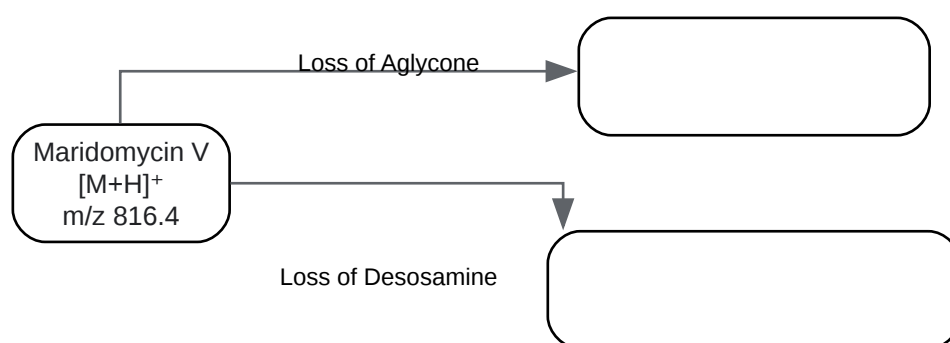 Loss of Aglycone
Maridomycin V
[M+H]⁺
m/z 816.4
Loss of Desosamine